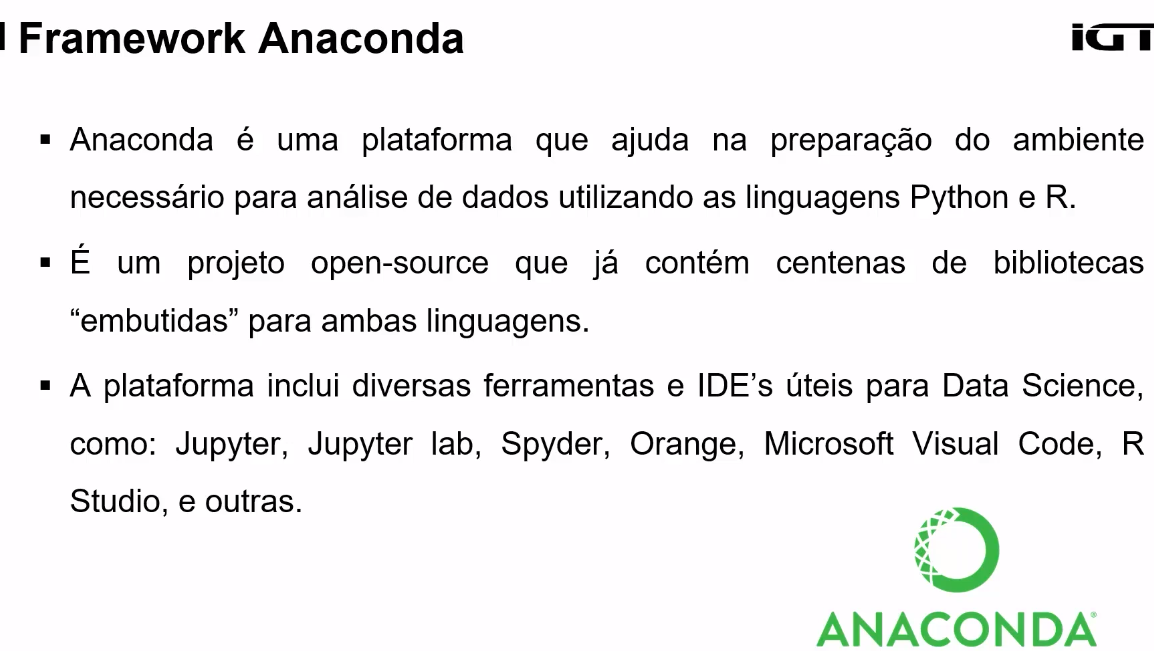 Framework Anaconda
iGT
▪ Anaconda é uma plataforma que ajuda na preparação do ambiente
necessário para análise de dados utilizando as linguagens Python e R.
▪ É um projeto open-source que já contém centenas de bibliotecas
“embutidas” para ambas linguagens.
▪ A plataforma inclui diversas ferramentas e IDE’s úteis para Data Science,
como: Jupyter, Jupyter lab, Spyder, Orange, Microsoft Visual Code, R
Studio, e outras.
ANACONDA®